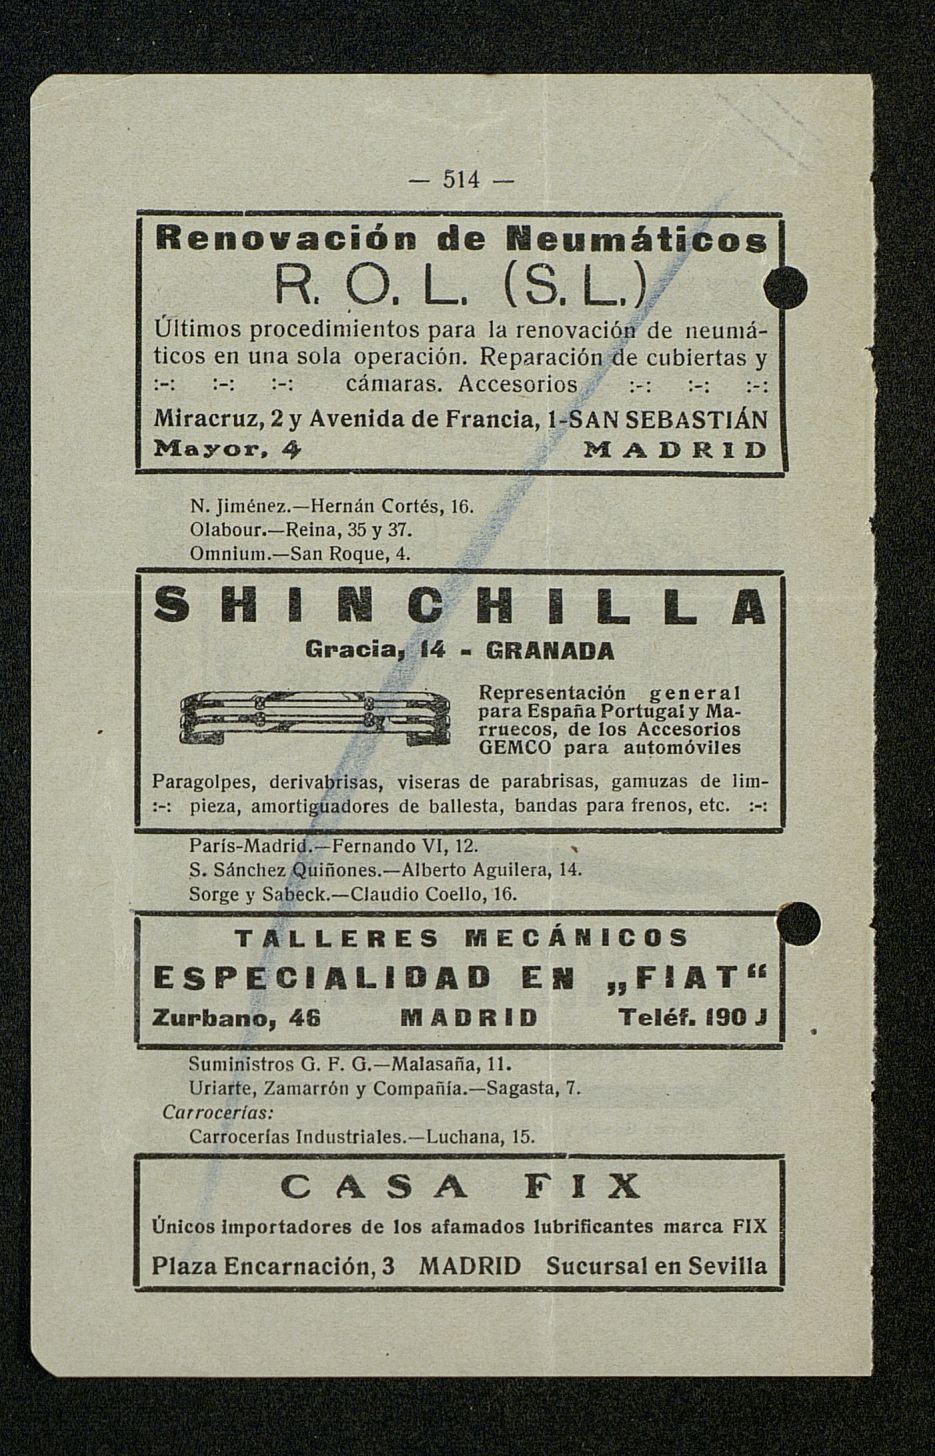 — 514 —
Renovación de Neumáticos
R. O. L. (S. L.)
Últimos procedimientos para la renovación de neumá-
ticos en una sola operación. Reparación de cubiertas y
:-: :-: :-: cámaras. Accesorios :-: :-: :-:
Miracruz, 2 y Avenida de Francia, 1-SAN SEBASTIÁN
Mayor, 4 MADRID
N. Jiménez.—Hernán Cortés, 16.
Olabour.—Reina, 35 y 37.
Omnium.—San Roque, 4.
SHINCHILLA
Gracia, 14 - GRANADA
Representación general
para España Portugal y Ma-
rruecos, de los Accesorios
GEMCO para automóviles
Paragolpes, derivabrisas, viseras de parabrisas, gamuzas de lim-
:-: pieza, amortiguadores de ballesta, bandas para frenos, etc. :-:
París-Madrid.—Fernando VI, 12.
S. Sánchez Quiñones.—Alberto Aguilera, 14.
Sorge y Sabeck.—Claudio Coello, 16.
TALLERES MECÁNICOS
ESPECIALIDAD EN „FIAT“
Zurbano, 46 MADRID Teléf. 190 J
Suministros G. F. G.—Malasaña, 11.
Uriarte, Zamarrón y Compañía.—Sagasta, 7.
Carrocerías:
Carrocerías Industriales.—Luchana, 15.
CASA FIX
Únicos importadores de los afamados lubrificantes marca FIX
Plaza Encarnación, 3 MADRID Sucursal en Sevilla